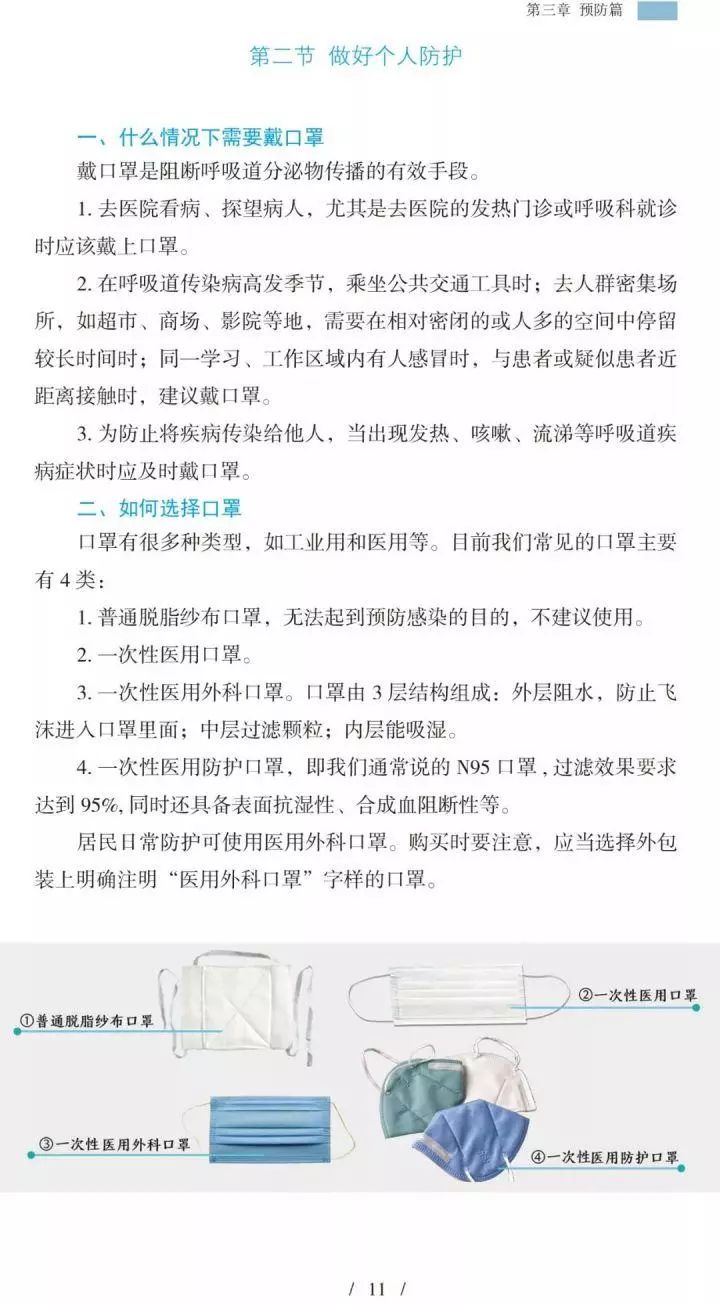 第三章 预防篇
第二节 做好个人防护
一、什么情况下需要戴口罩
戴口罩是阻断呼吸道分泌物传播的有效手段。
1. 去医院看病、探望病人，尤其是去医院的发热门诊或呼吸科就诊
时应该戴上口罩。
2. 在呼吸道传染病高发季节，乘坐公共交通工具时；去人群密集场
所，如超市、商场、影院等地，需要在相对密闭的或人多的空间中停留
较长时间时；同一学习、工作区域内有人感冒时，与患者或疑似患者近
距离接触时，建议戴口罩。
3. 为防止将疾病传染给他人，当出现发热、咳嗽、流涕等呼吸道疾
病症状时应及时戴口罩。
二、如何选择口罩
口罩有很多种类型，如工业用和医用等。目前我们常见的口罩主要
有 4 类：
1. 普通脱脂纱布口罩，无法起到预防感染的目的，不建议使用。
2. 一次性医用口罩。
3. 一次性医用外科口罩。口罩由 3 层结构组成：外层阻水，防止飞
沫进入口罩里面；中层过滤颗粒；内层能吸湿。
4. 一次性医用防护口罩，即我们通常说的 N95 口罩，过滤效果要求
达到 95%，同时还具备表面抗湿性、合成血阻断性等。
居民日常防护可使用医用外科口罩。购买时要注意，应当选择外包
装上明确注明“医用外科口罩”字样的口罩。
①普通脱脂纱布口罩
②一次性医用口罩
③一次性医用外科口罩
④一次性医用防护口罩
/ 11 /